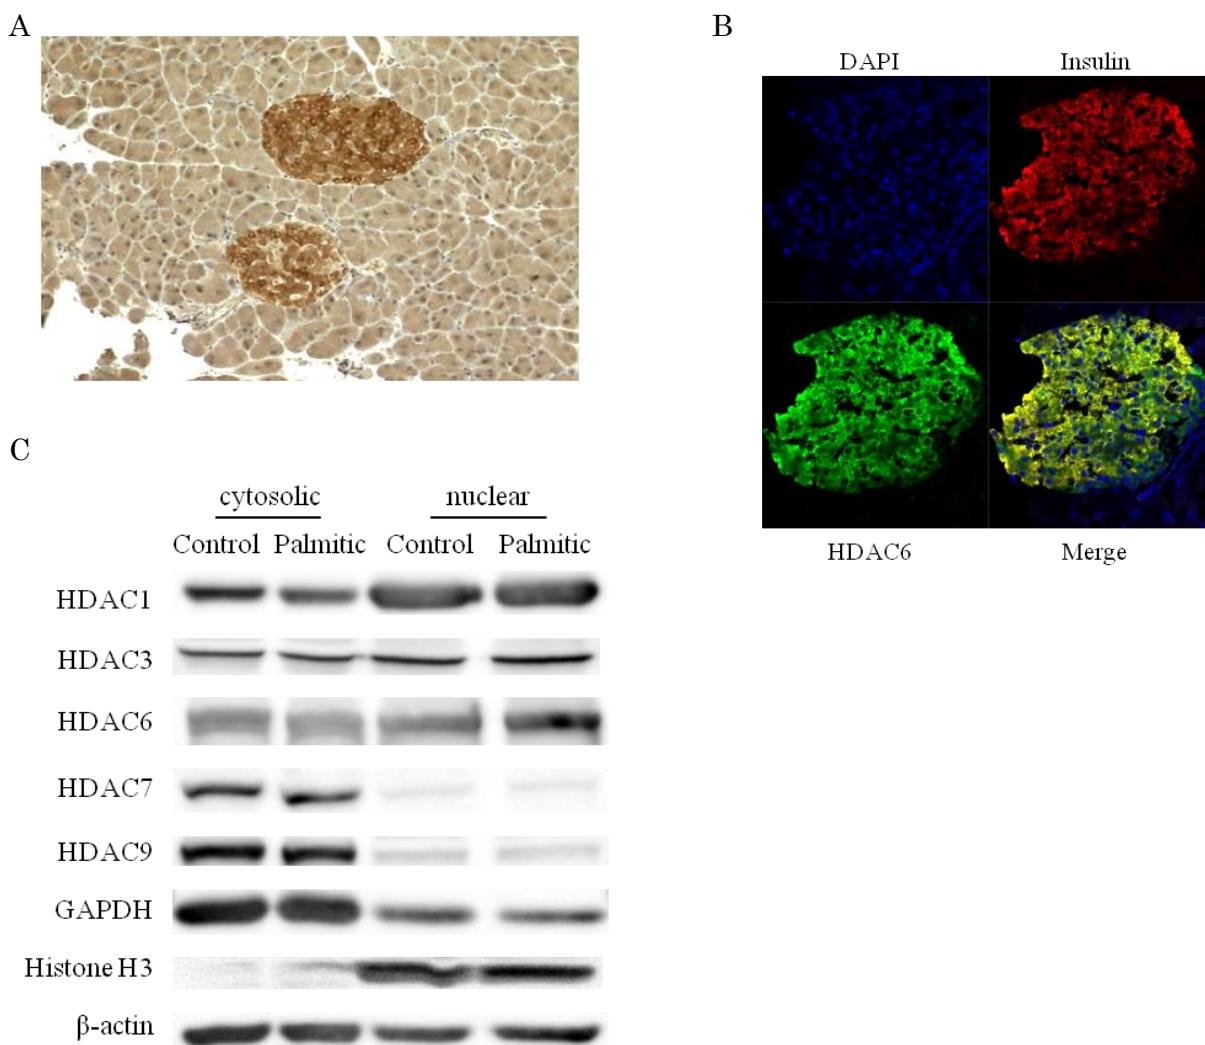 A
B
DAPI Insulin
HDAC6 Merge
C
cytosolic nuclear
Control Palmitic Control Palmitic
HDAC1
HDAC3
HDAC6
HDAC7
HDAC9
GAPDH
Histone H3
β-actin